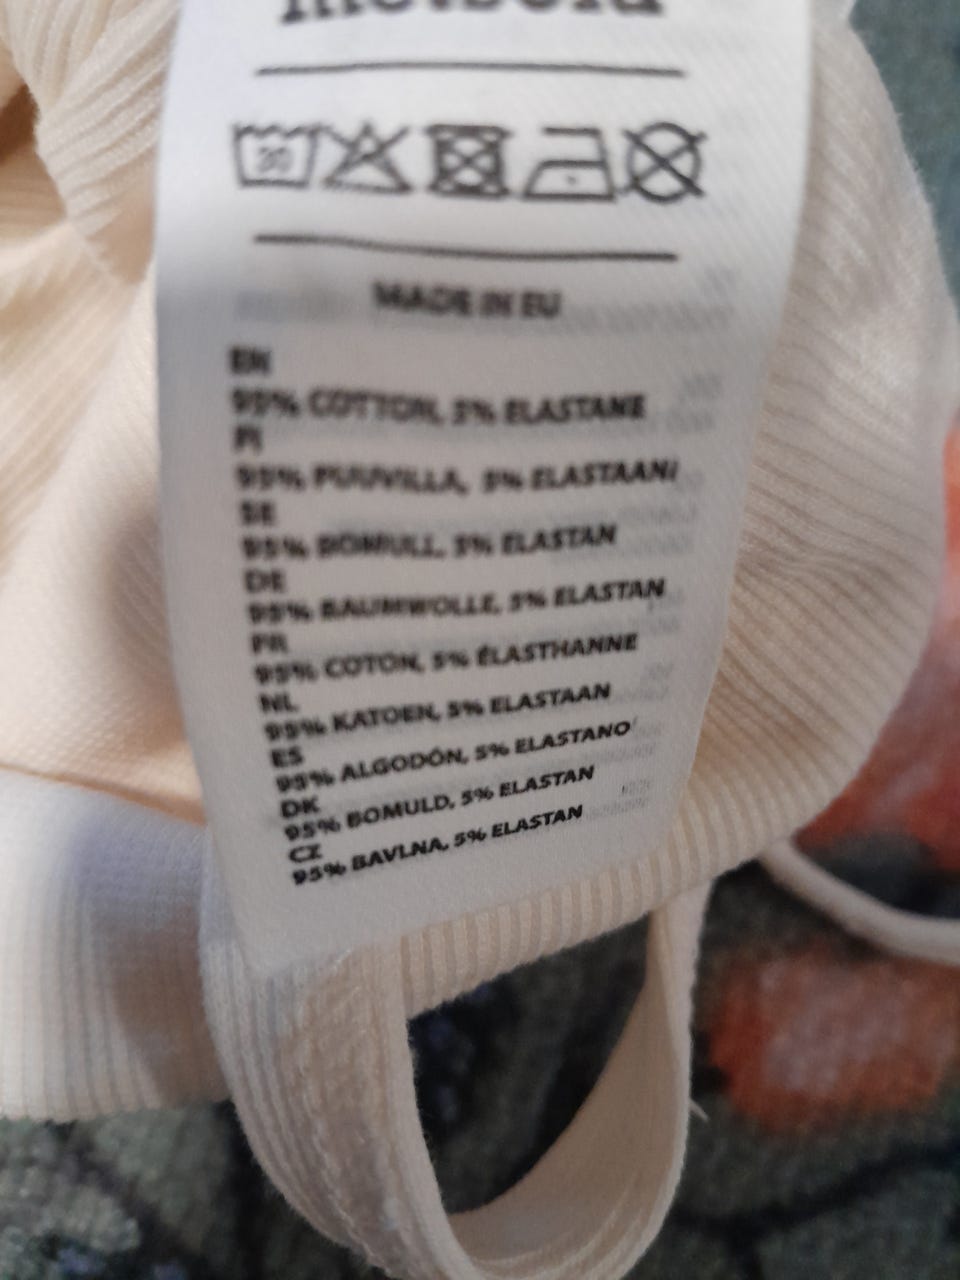 30
MADE IN EU
EN
95% COTTON, 5% ELASTANE
FI
95% PUUVILLA, 5% ELASTAANI
SE
95% BOMULL, 5% ELASTAN
DE
95% BAUMWOLLE, 5% ELASTAN
FR
95% COTON, 5% ÉLASTHANNE
NL
95% KATOEN, 5% ELASTAAN
ES
95% ALGODÓN, 5% ELASTANO
DK
95% BOMULD, 5% ELASTAN
CZ
95% BAVLNA, 5% ELASTAN